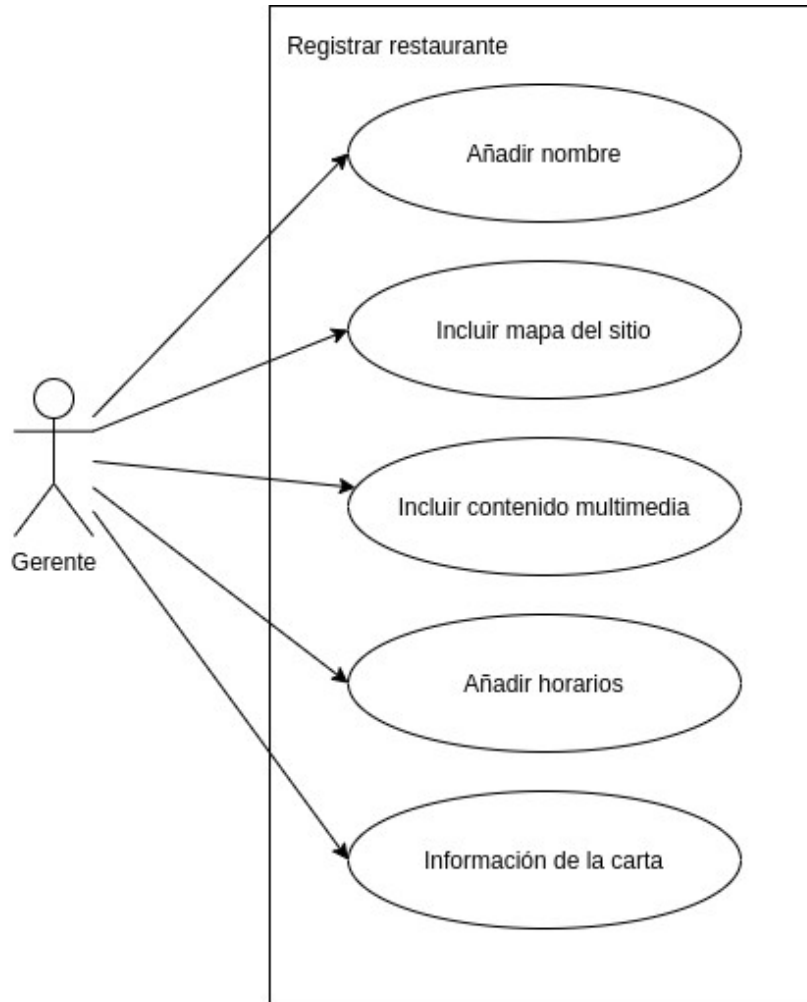 Registrar restaurante
Añadir nombre
Incluir mapa del sitio
Incluir contenido multimedia
Gerente
Añadir horarios
Información de la carta